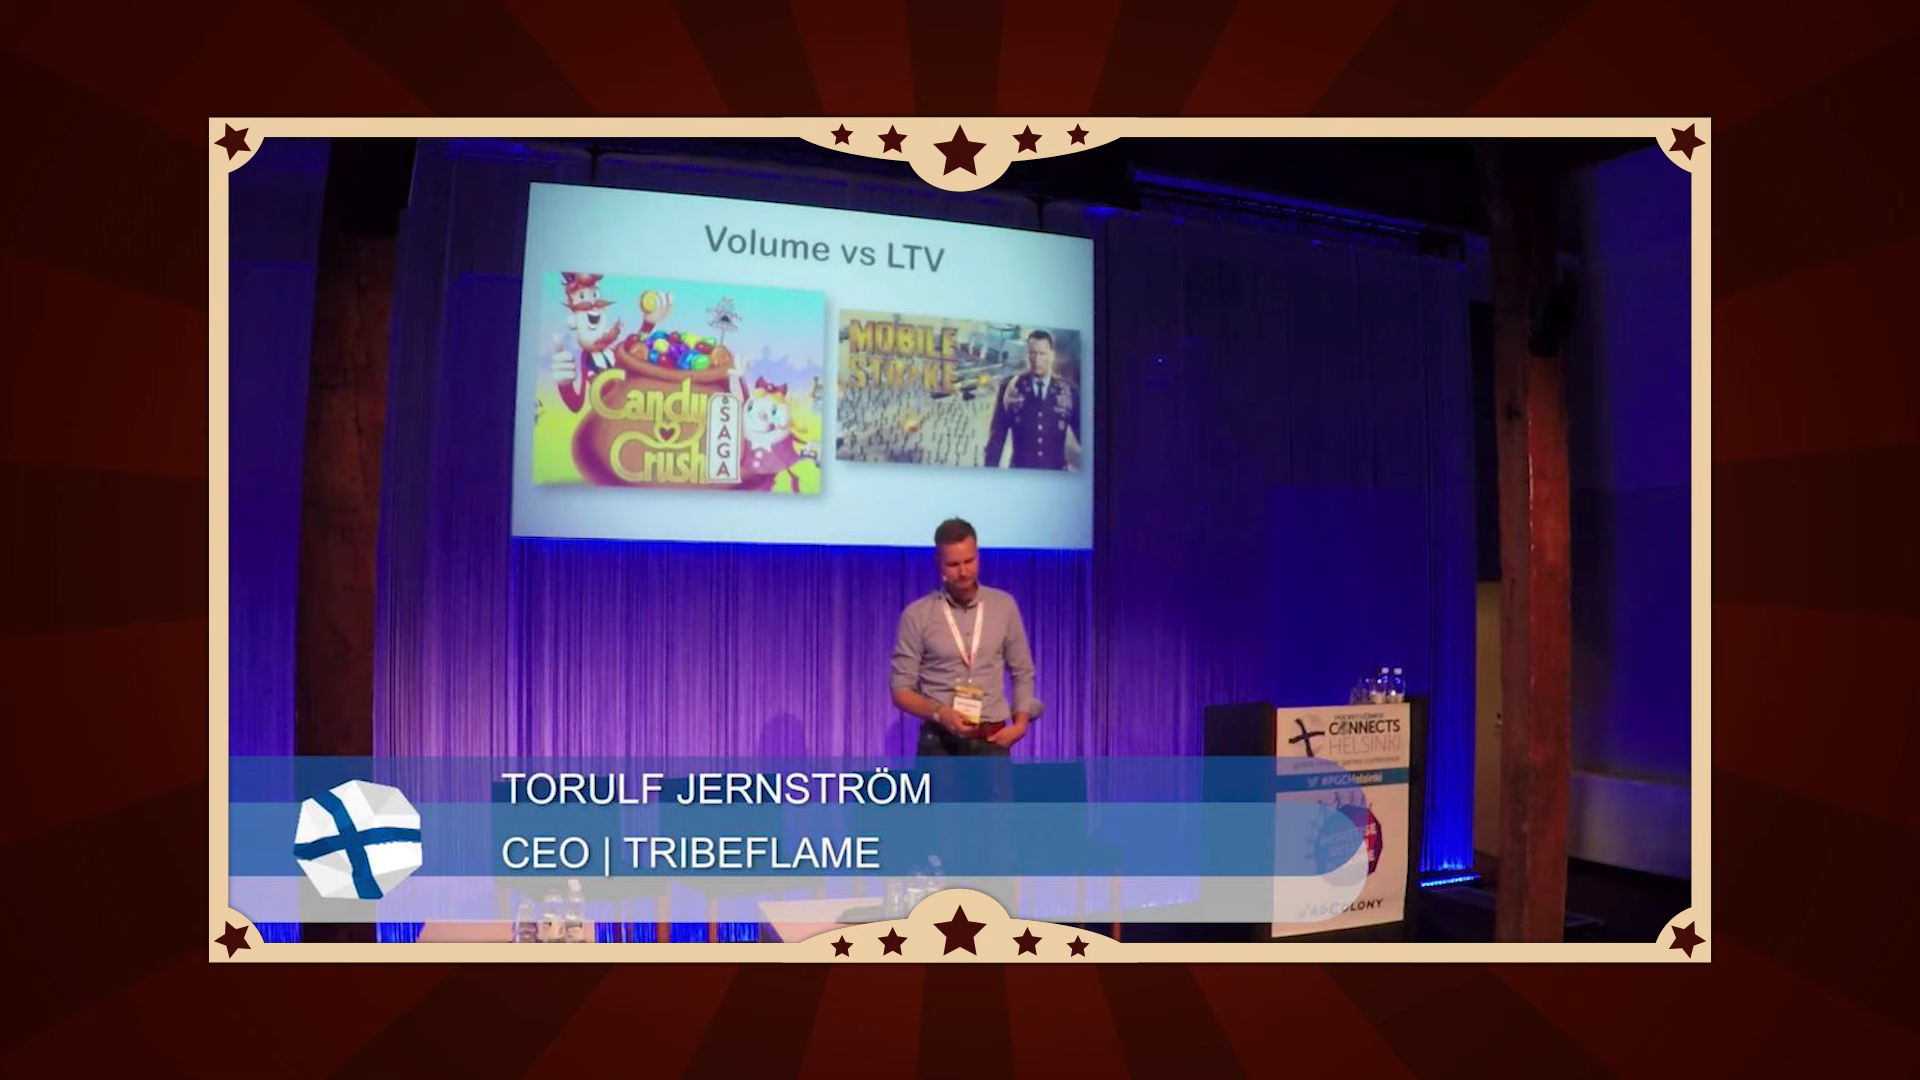 Volume vs LTV
Candy
Crush
SAGA
MOBILE
STRIKE
CONNECTS
HELSINKI
#PGCHelsinki
ADCOLONY
TORULF JERNSTRÖM
CEO | TRIBEFLAME